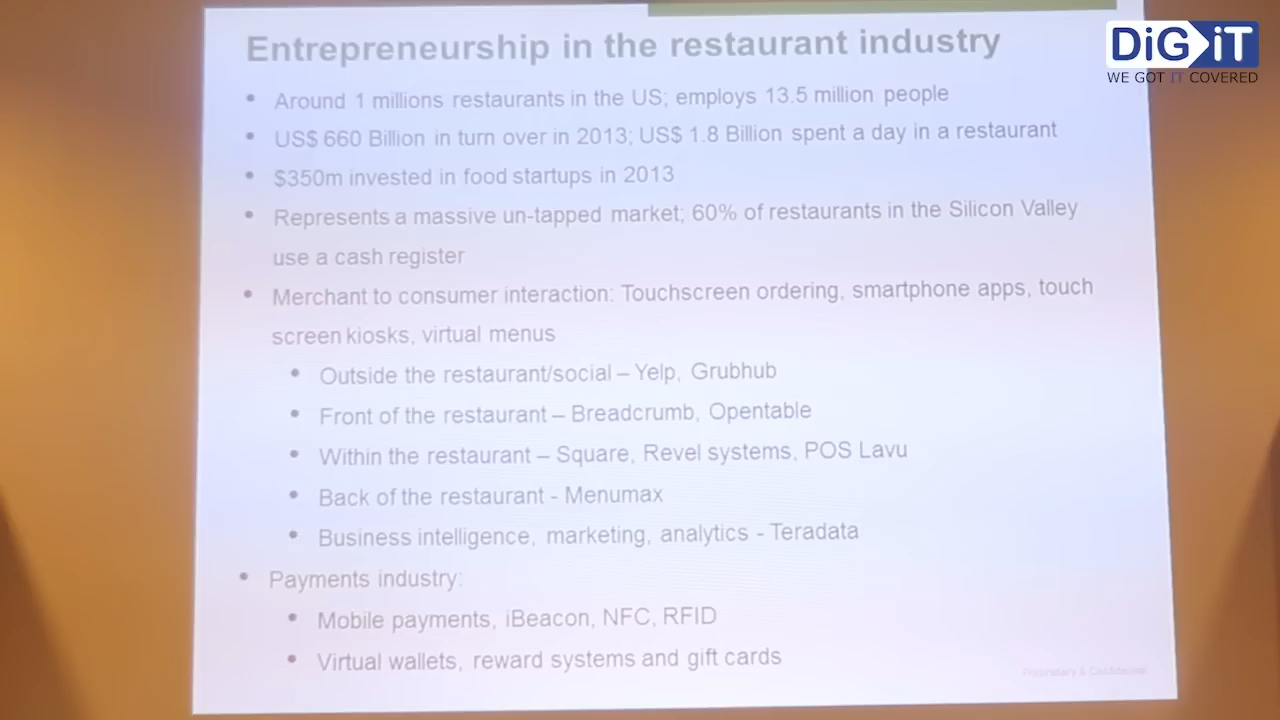 Entrepreneurship in the restaurant industry
DiG iT
WE GOT IT COVERED
• Around 1 millions restaurants in the US; employs 13.5 million people
• US$ 660 Billion in turn over in 2013; US$ 1.8 Billion spent a day in a restaurant
• $350m invested in food startups in 2013
• Represents a massive un-tapped market; 60% of restaurants in the Silicon Valley
use a cash register
• Merchant to consumer interaction: Touchscreen ordering, smartphone apps, touch
screen kiosks, virtual menus
• Outside the restaurant/social – Yelp, Grubhub
• Front of the restaurant – Breadcrumb, Opentable
• Within the restaurant – Square, Revel systems, POS Lavu
• Back of the restaurant - Menumax
• Business intelligence, marketing, analytics - Teradata
• Payments industry:
• Mobile payments, iBeacon, NFC, RFID
• Virtual wallets, reward systems and gift cards
Proprietary & Confidential